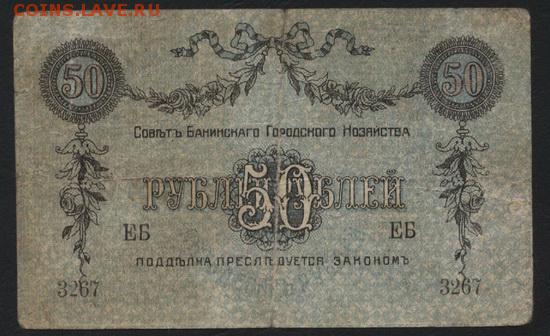 COINS.LAVE.RU
50 50
Совѣтъ Бакинскаго Городского Хозяйства
РУБЛЕЙ 50 РУБЛЕЙ
ЕБ ЕБ
ПОДДѢЛКА ПРЕСЛѢДУЕТСЯ ЗАКОНОМЪ
3267 3267